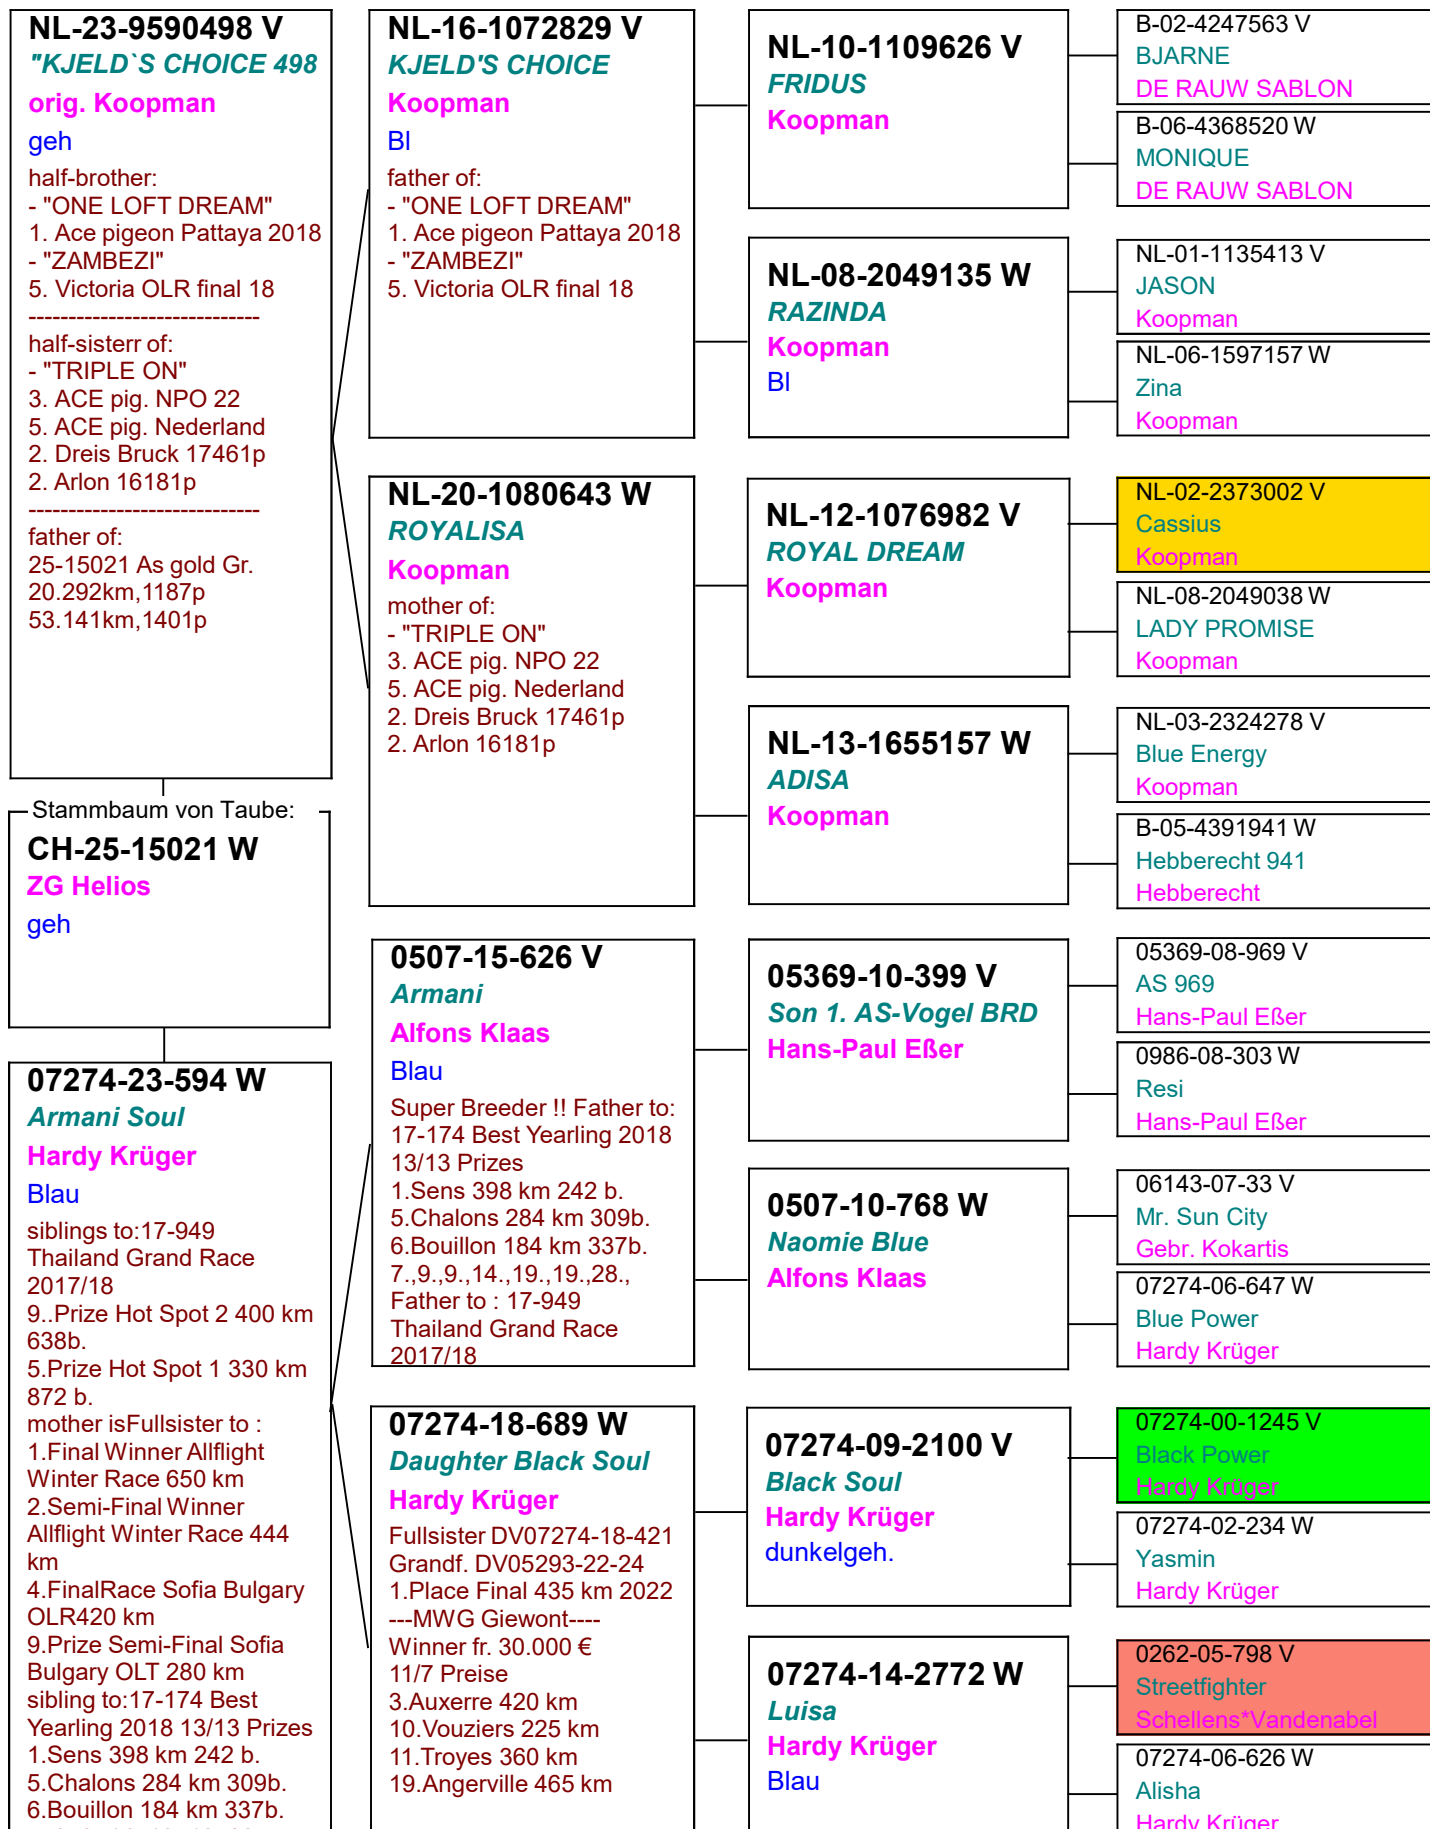 NL-23-9590498 V
"KJELD`S CHOICE 498
orig. Koopman
geh
half-brother:
- "ONE LOFT DREAM"
1. Ace pigeon Pattaya 2018
- "ZAMBEZI"
5. Victoria OLR final 18
-----------------------------
half-sisterr of:
- "TRIPLE ON"
3. ACE pig. NPO 22
5. ACE pig. Nederland
2. Dreis Bruck 17461p
2. Arlon 16181p
-----------------------------
father of:
25-15021 As gold Gr.
20.292km,1187p
53.141km,1401p
Stammbaum von Taube:
CH-25-15021 W
ZG Helios
geh
07274-23-594 W
Armani Soul
Hardy Krüger
Blau
siblings to:17-949
Thailand Grand Race
2017/18
9..Prize Hot Spot 2 400 km
638b.
5.Prize Hot Spot 1 330 km
872 b.
mother isFullsister to :
1.Final Winner Allflight
Winter Race 650 km
2.Semi-Final Winner
Allflight Winter Race 444
km
4.FinalRace Sofia Bulgary
OLR420 km
9.Prize Semi-Final Sofia
Bulgary OLT 280 km
sibling to:17-174 Best
Yearling 2018 13/13 Prizes
1.Sens 398 km 242 b.
5.Chalons 284 km 309b.
6.Bouillon 184 km 337b.
NL-16-1072829 V
KJELD'S CHOICE
Koopman
Bl
father of:
- "ONE LOFT DREAM"
1. Ace pigeon Pattaya 2018
- "ZAMBEZI"
5. Victoria OLR final 18
NL-20-1080643 W
ROYALISA
Koopman
mother of:
- "TRIPLE ON"
3. ACE pig. NPO 22
5. ACE pig. Nederland
2. Dreis Bruck 17461p
2. Arlon 16181p
0507-15-626 V
Armani
Alfons Klaas
Blau
Super Breeder !! Father to:
17-174 Best Yearling 2018
13/13 Prizes
1.Sens 398 km 242 b.
5.Chalons 284 km 309b.
6.Bouillon 184 km 337b.
7.,9.,9.,14.,19.,19.,28.,
Father to : 17-949
Thailand Grand Race
2017/18
07274-18-689 W
Daughter Black Soul
Hardy Krüger
Fullsister DV07274-18-421
Grandf. DV05293-22-24
1.Place Final 435 km 2022
---MWG Giewont----
Winner fr. 30.000 €
11/7 Preise
3.Auxerre 420 km
10.Vouziers 225 km
11.Troyes 360 km
19.Angerville 465 km
NL-10-1109626 V
FRIDUS
Koopman
NL-08-2049135 W
RAZINDA
Koopman
Bl
NL-12-1076982 V
ROYAL DREAM
Koopman
NL-13-1655157 W
ADISA
Koopman
05369-10-399 V
Son 1. AS-Vogel BRD
Hans-Paul Eßer
0507-10-768 W
Naomie Blue
Alfons Klaas
07274-09-2100 V
Black Soul
Hardy Krüger
dunkelgeh.
07274-14-2772 W
Luisa
Hardy Krüger
Blau
B-02-4247563 V
BJARNE
DE RAUW SABLON
B-06-4368520 W
MONIQUE
DE RAUW SABLON
NL-01-1135413 V
JASON
Koopman
NL-06-1597157 W
Zina
Koopman
NL-02-2373002 V
Cassius
Koopman
NL-08-2049038 W
LADY PROMISE
Koopman
NL-03-2324278 V
Blue Energy
Koopman
B-05-4391941 W
Hebberecht 941
Hebberecht
05369-08-969 V
AS 969
Hans-Paul Eßer
0986-08-303 W
Resi
Hans-Paul Eßer
06143-07-33 V
Mr. Sun City
Gebr. Kokartis
07274-06-647 W
Blue Power
Hardy Krüger
07274-00-1245 V
Black Power
Hardy Krüger
07274-02-234 W
Yasmin
Hardy Krüger
0262-05-798 V
Streetfighter
Schellens*Vandenabel
07274-06-626 W
Alisha
Hardy Krüger